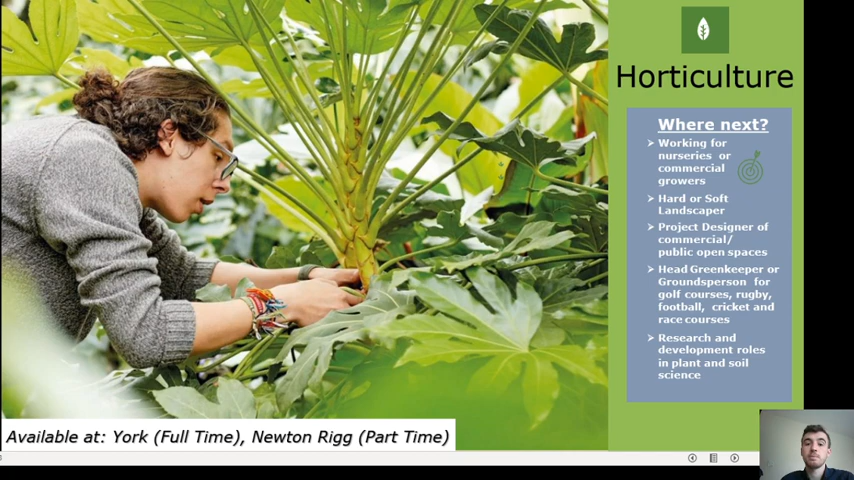 Horticulture
Where next?
Working for
nurseries or
commercial
growers
Hard or Soft
Landscaper
Project Designer of
commercial/
public open spaces
Head Greenkeeper or
Groundsperson for
golf courses, rugby,
football, cricket and
race courses
Research and
development roles
in plant and soil
science
Available at: York (Full Time), Newton Rigg (Part Time)